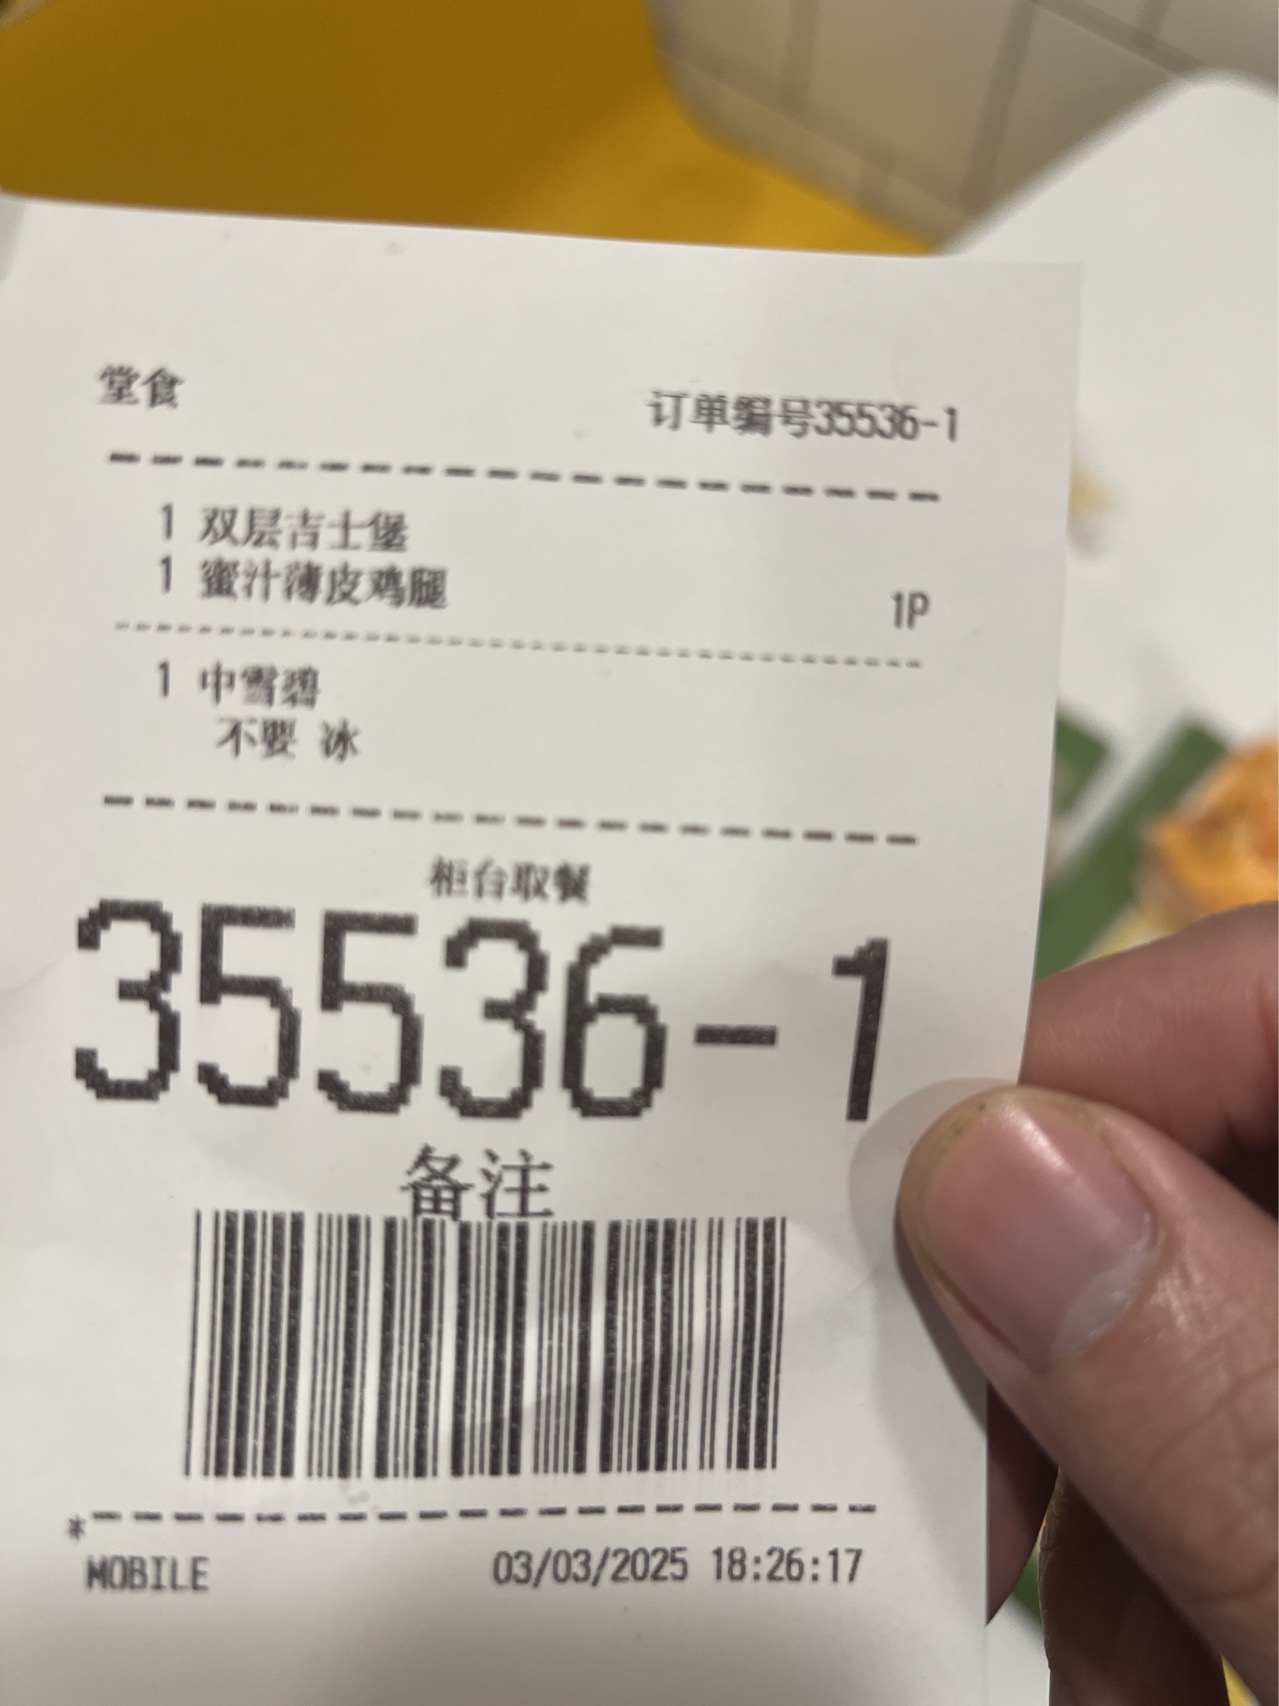 堂食 订单编号35536-1
1 双层吉士堡
1 蜜汁薄皮鸡腿 1P
1 中雪碧
不要 冰
柜台取餐
35536-1
备注
*
MOBILE 03/03/2025 18:26:17